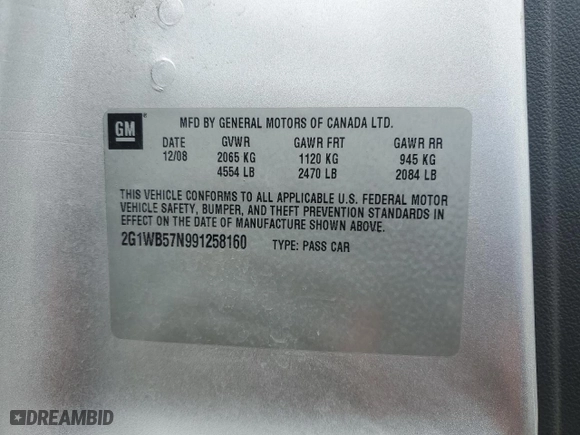 GM
MFD BY GENERAL MOTORS OF CANADA LTD.
DATE GVWR GAWR FRT GAWR RR
12/08 2065 KG 1120 KG 945 KG
4554 LB 2470 LB 2084 LB
THIS VEHICLE CONFORMS TO ALL APPLICABLE U.S. FEDERAL MOTOR
VEHICLE SAFETY, BUMPER, AND THEFT PREVENTION STANDARDS IN
EFFECT ON THE DATE OF MANUFACTURE SHOWN ABOVE.
2G1WB57N991258160 TYPE: PASS CAR
DREAMBID